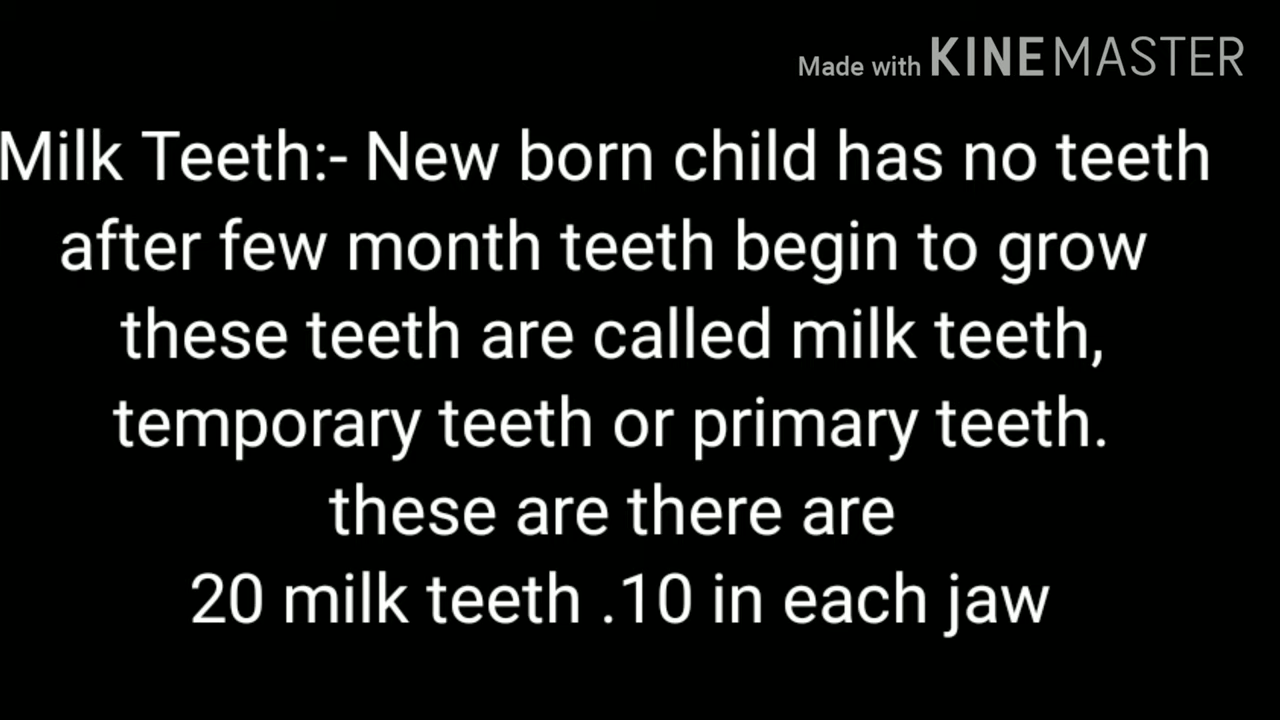 Made with KINEMASTER
Milk Teeth:- New born child has no teeth
after few month teeth begin to grow
these teeth are called milk teeth,
temporary teeth or primary teeth.
these are there are
20 milk teeth .10 in each jaw